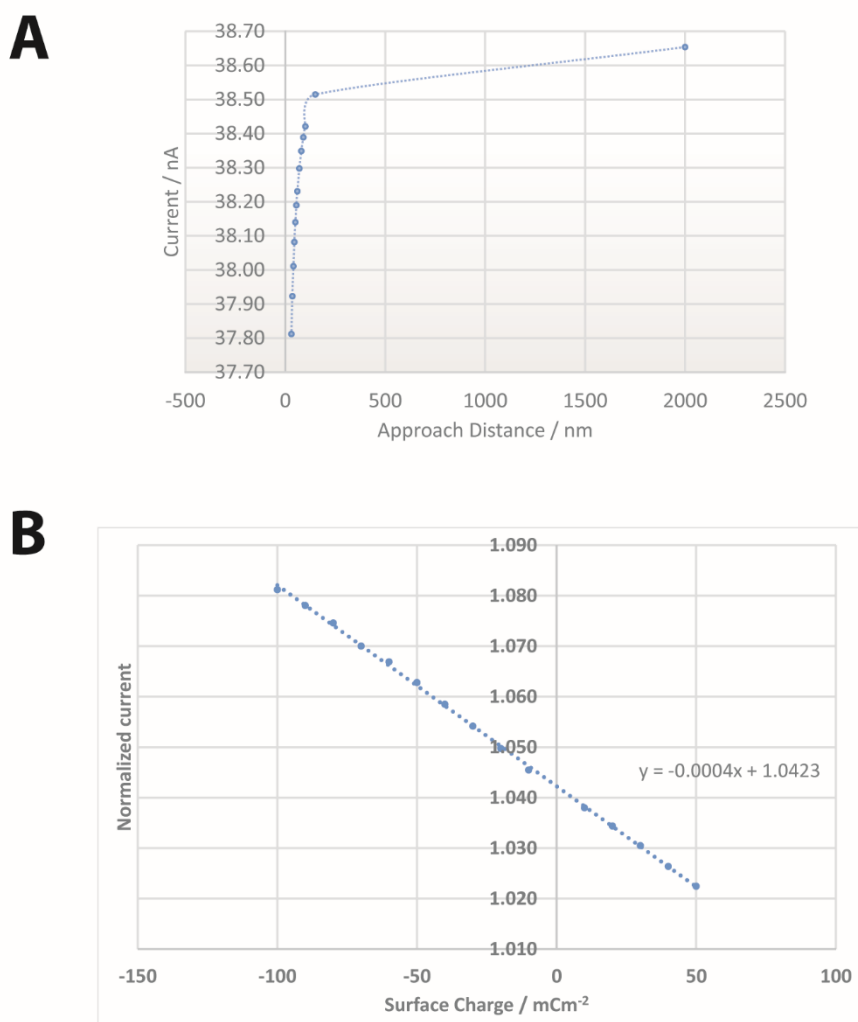 A
38.70
38.60
38.50
38.40
38.30
38.20
38.10
38.00
37.90
37.80
37.70
Current / nA
-500 0 500 1000 1500 2000 2500
Approach Distance / nm
B
1.090
1.080
1.070
1.060
1.050
1.040
1.030
1.020
1.010
Normalized current
y = -0.0004x + 1.0423
-150 -100 -50 0 50 100
Surface Charge / mCm-2